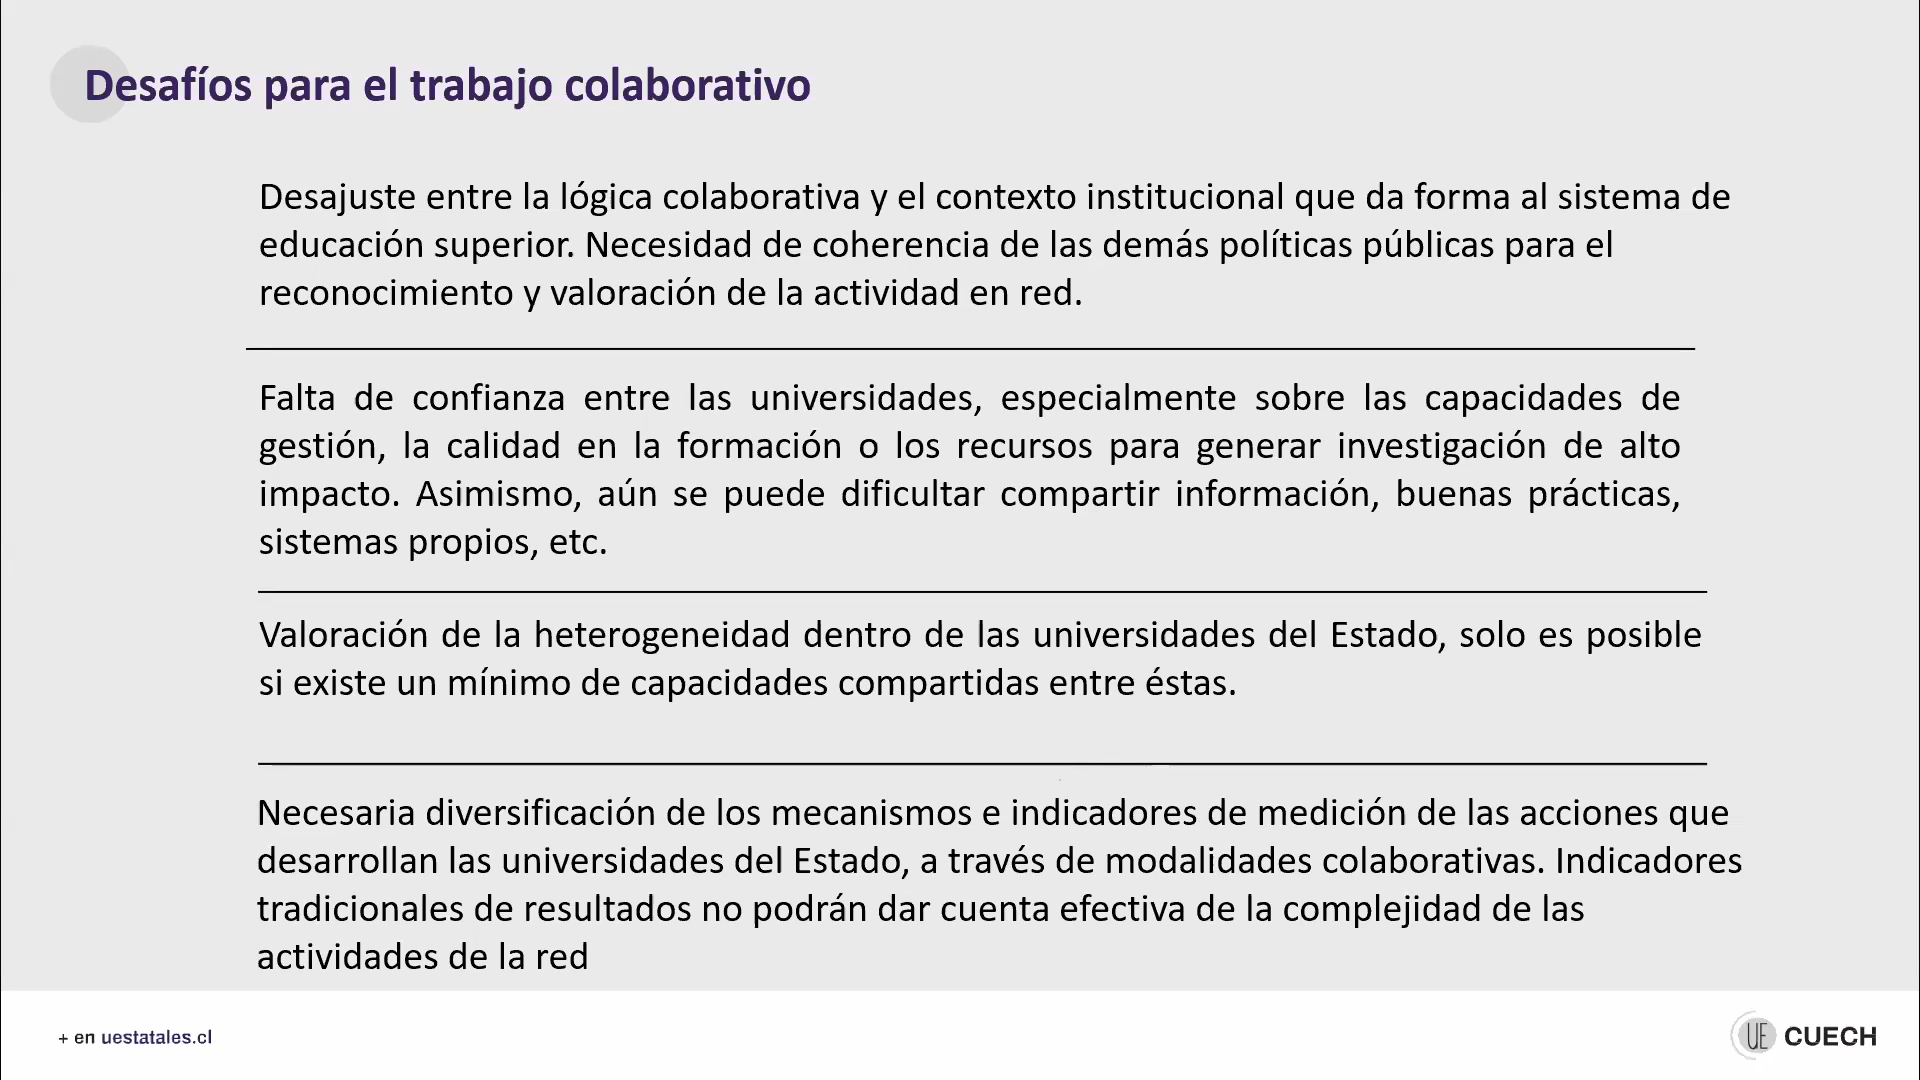 Desafíos para el trabajo colaborativo
Desajuste entre la lógica colaborativa y el contexto institucional que da forma al sistema de
educación superior. Necesidad de coherencia de las demás políticas públicas para el
reconocimiento y valoración de la actividad en red.
Falta de confianza entre las universidades, especialmente sobre las capacidades de
gestión, la calidad en la formación o los recursos para generar investigación de alto
impacto. Asimismo, aún se puede dificultar compartir información, buenas prácticas,
sistemas propios, etc.
Valoración de la heterogeneidad dentro de las universidades del Estado, solo es posible
si existe un mínimo de capacidades compartidas entre éstas.
Necesaria diversificación de los mecanismos e indicadores de medición de las acciones que
desarrollan las universidades del Estado, a través de modalidades colaborativas. Indicadores
tradicionales de resultados no podrán dar cuenta efectiva de la complejidad de las
actividades de la red
+ en uestatales.cl
UE CUECH